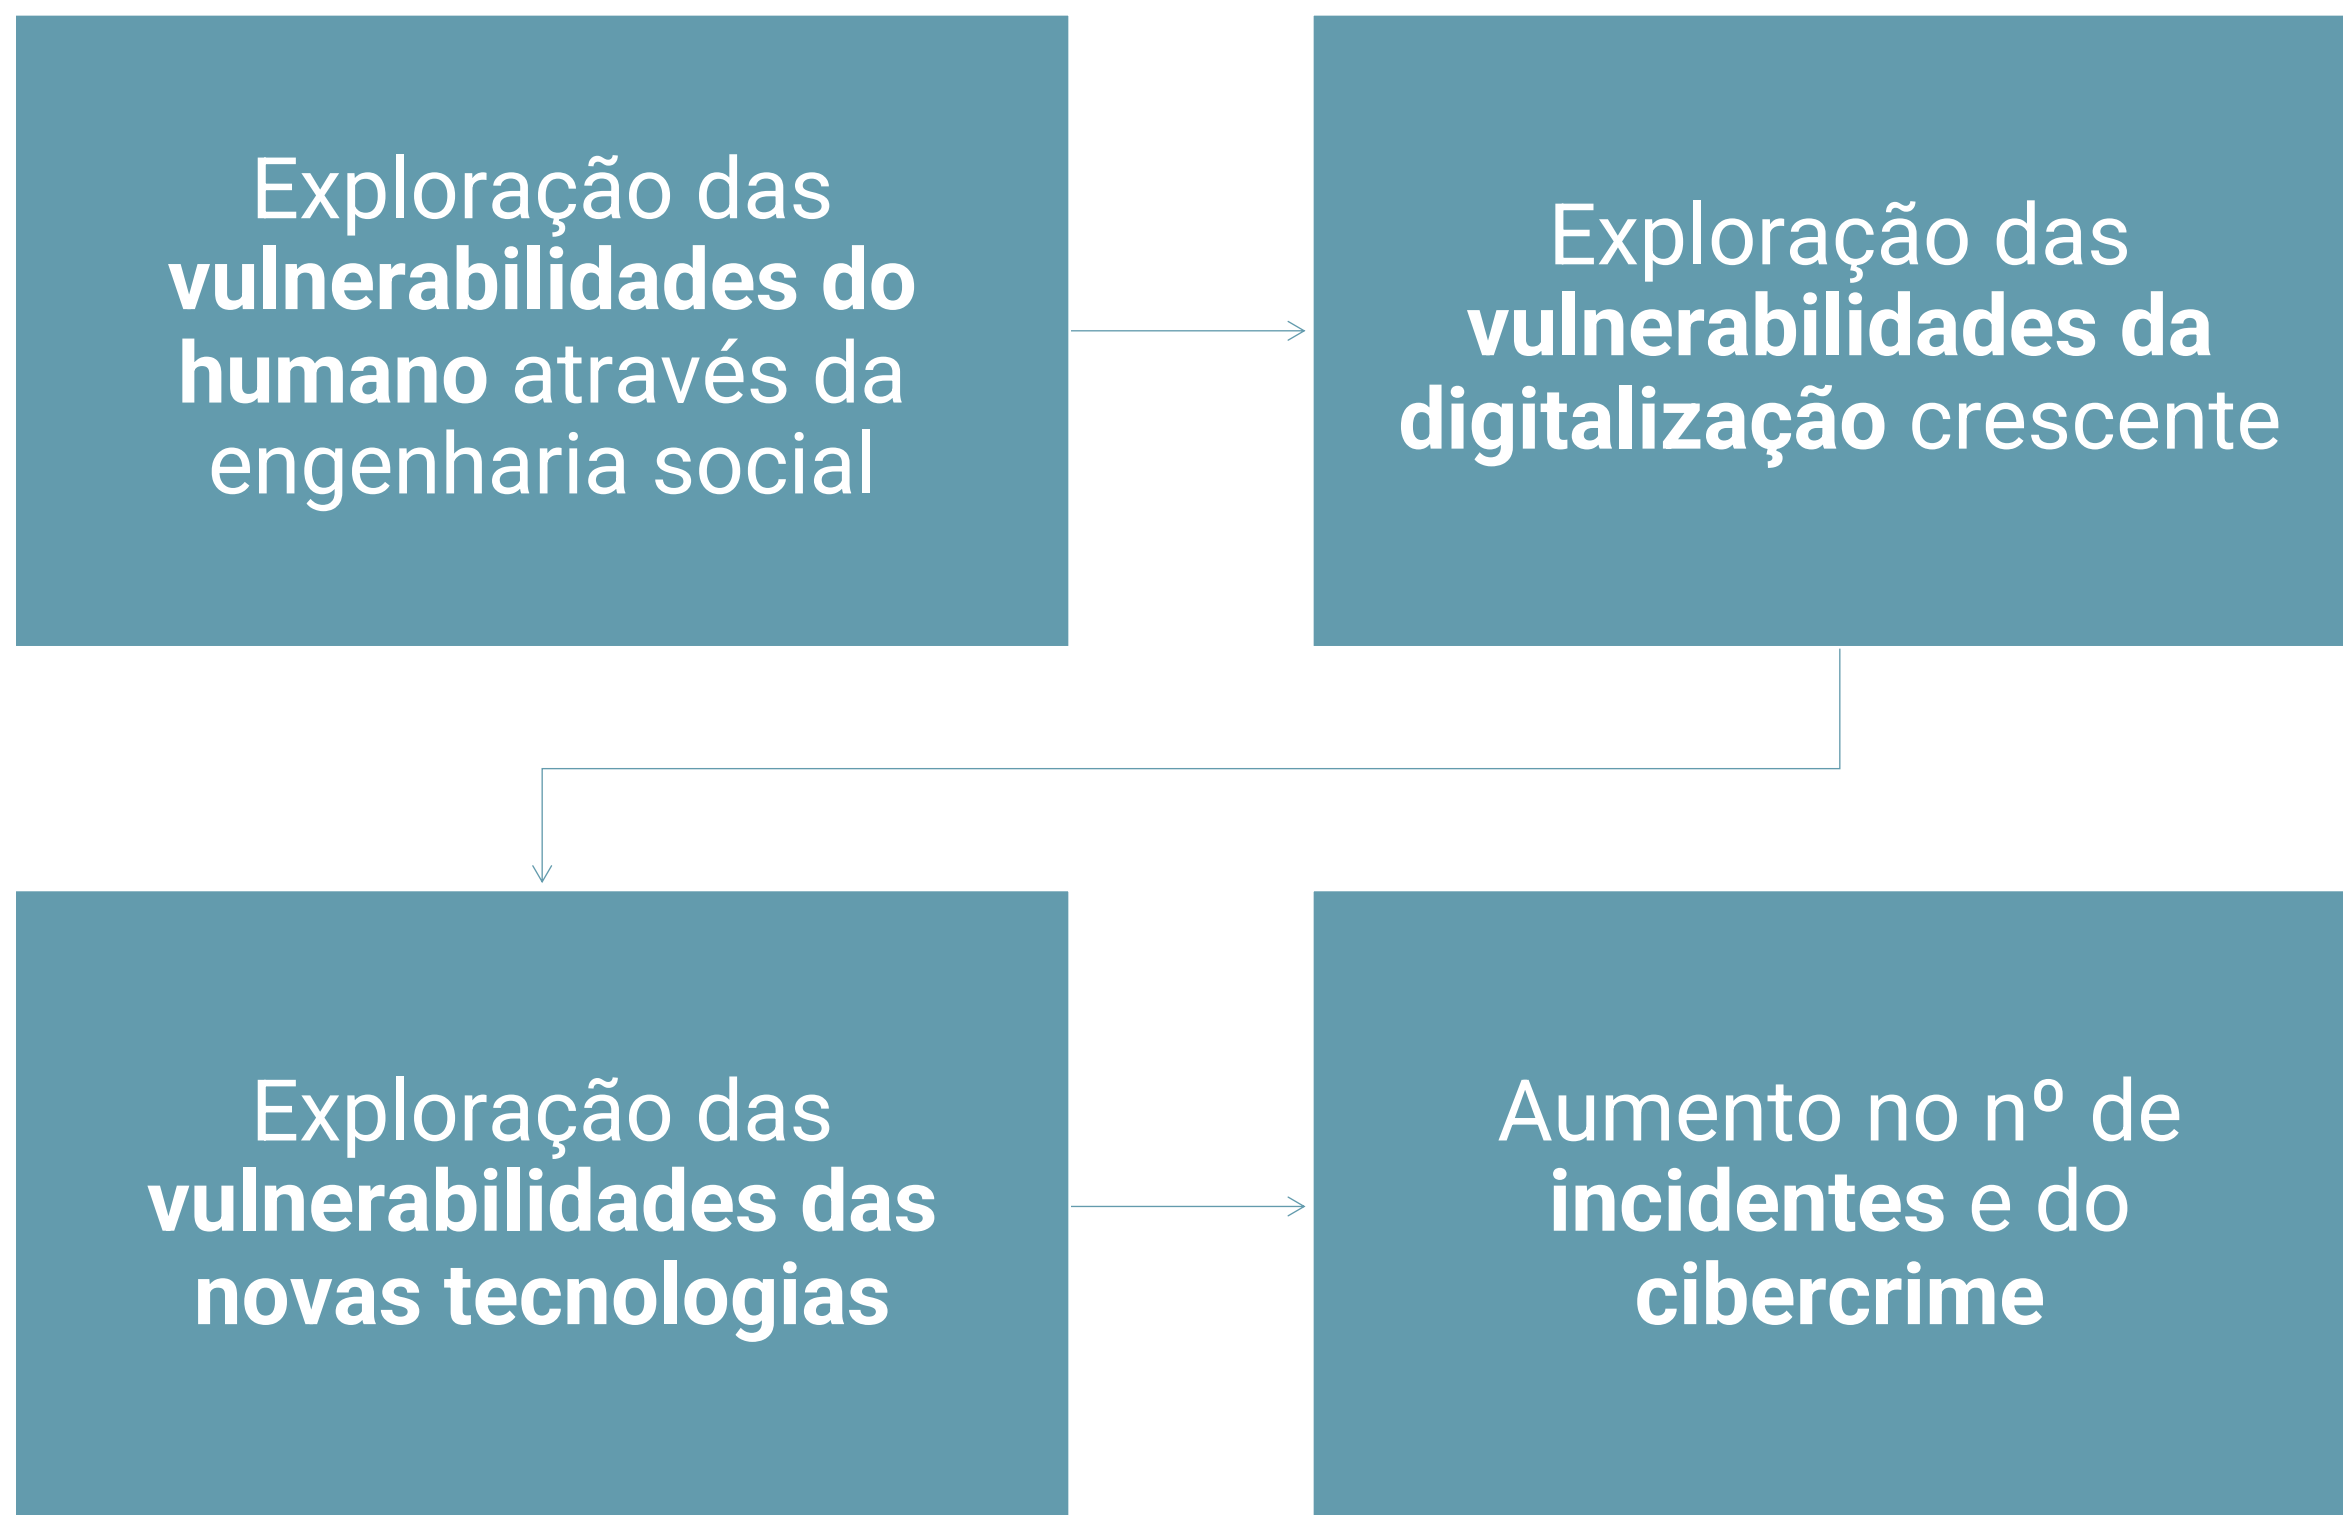 Exploração das
vulnerabilidades do
humano através da
engenharia social
Exploração das
vulnerabilidades da
digitalização crescente
Exploração das
vulnerabilidades das
novas tecnologias
Aumento no nº de
incidentes e do
cibercrime